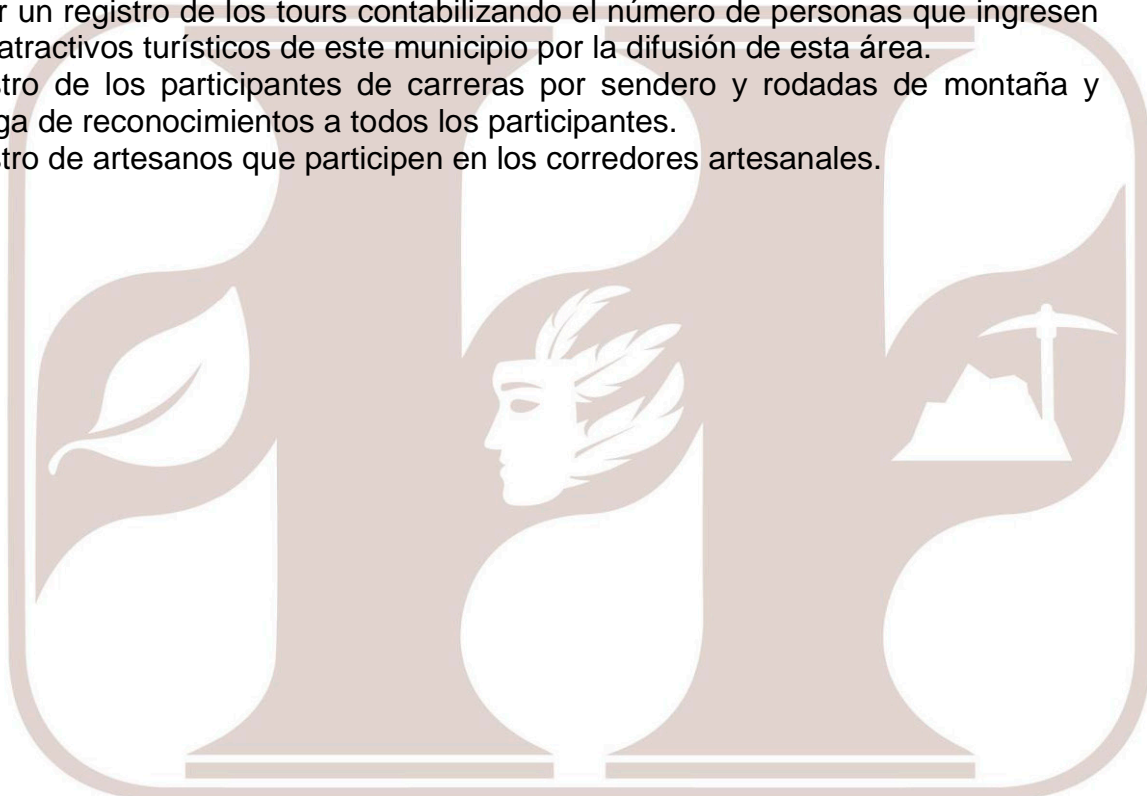 r un registro de los tours contabilizando el número de personas que ingresen
atractivos turísticos de este municipio por la difusión de esta área.
stro de los participantes de carreras por sendero y rodadas de montaña y
ga de reconocimientos a todos los participantes.
stro de artesanos que participen en los corredores artesanales.